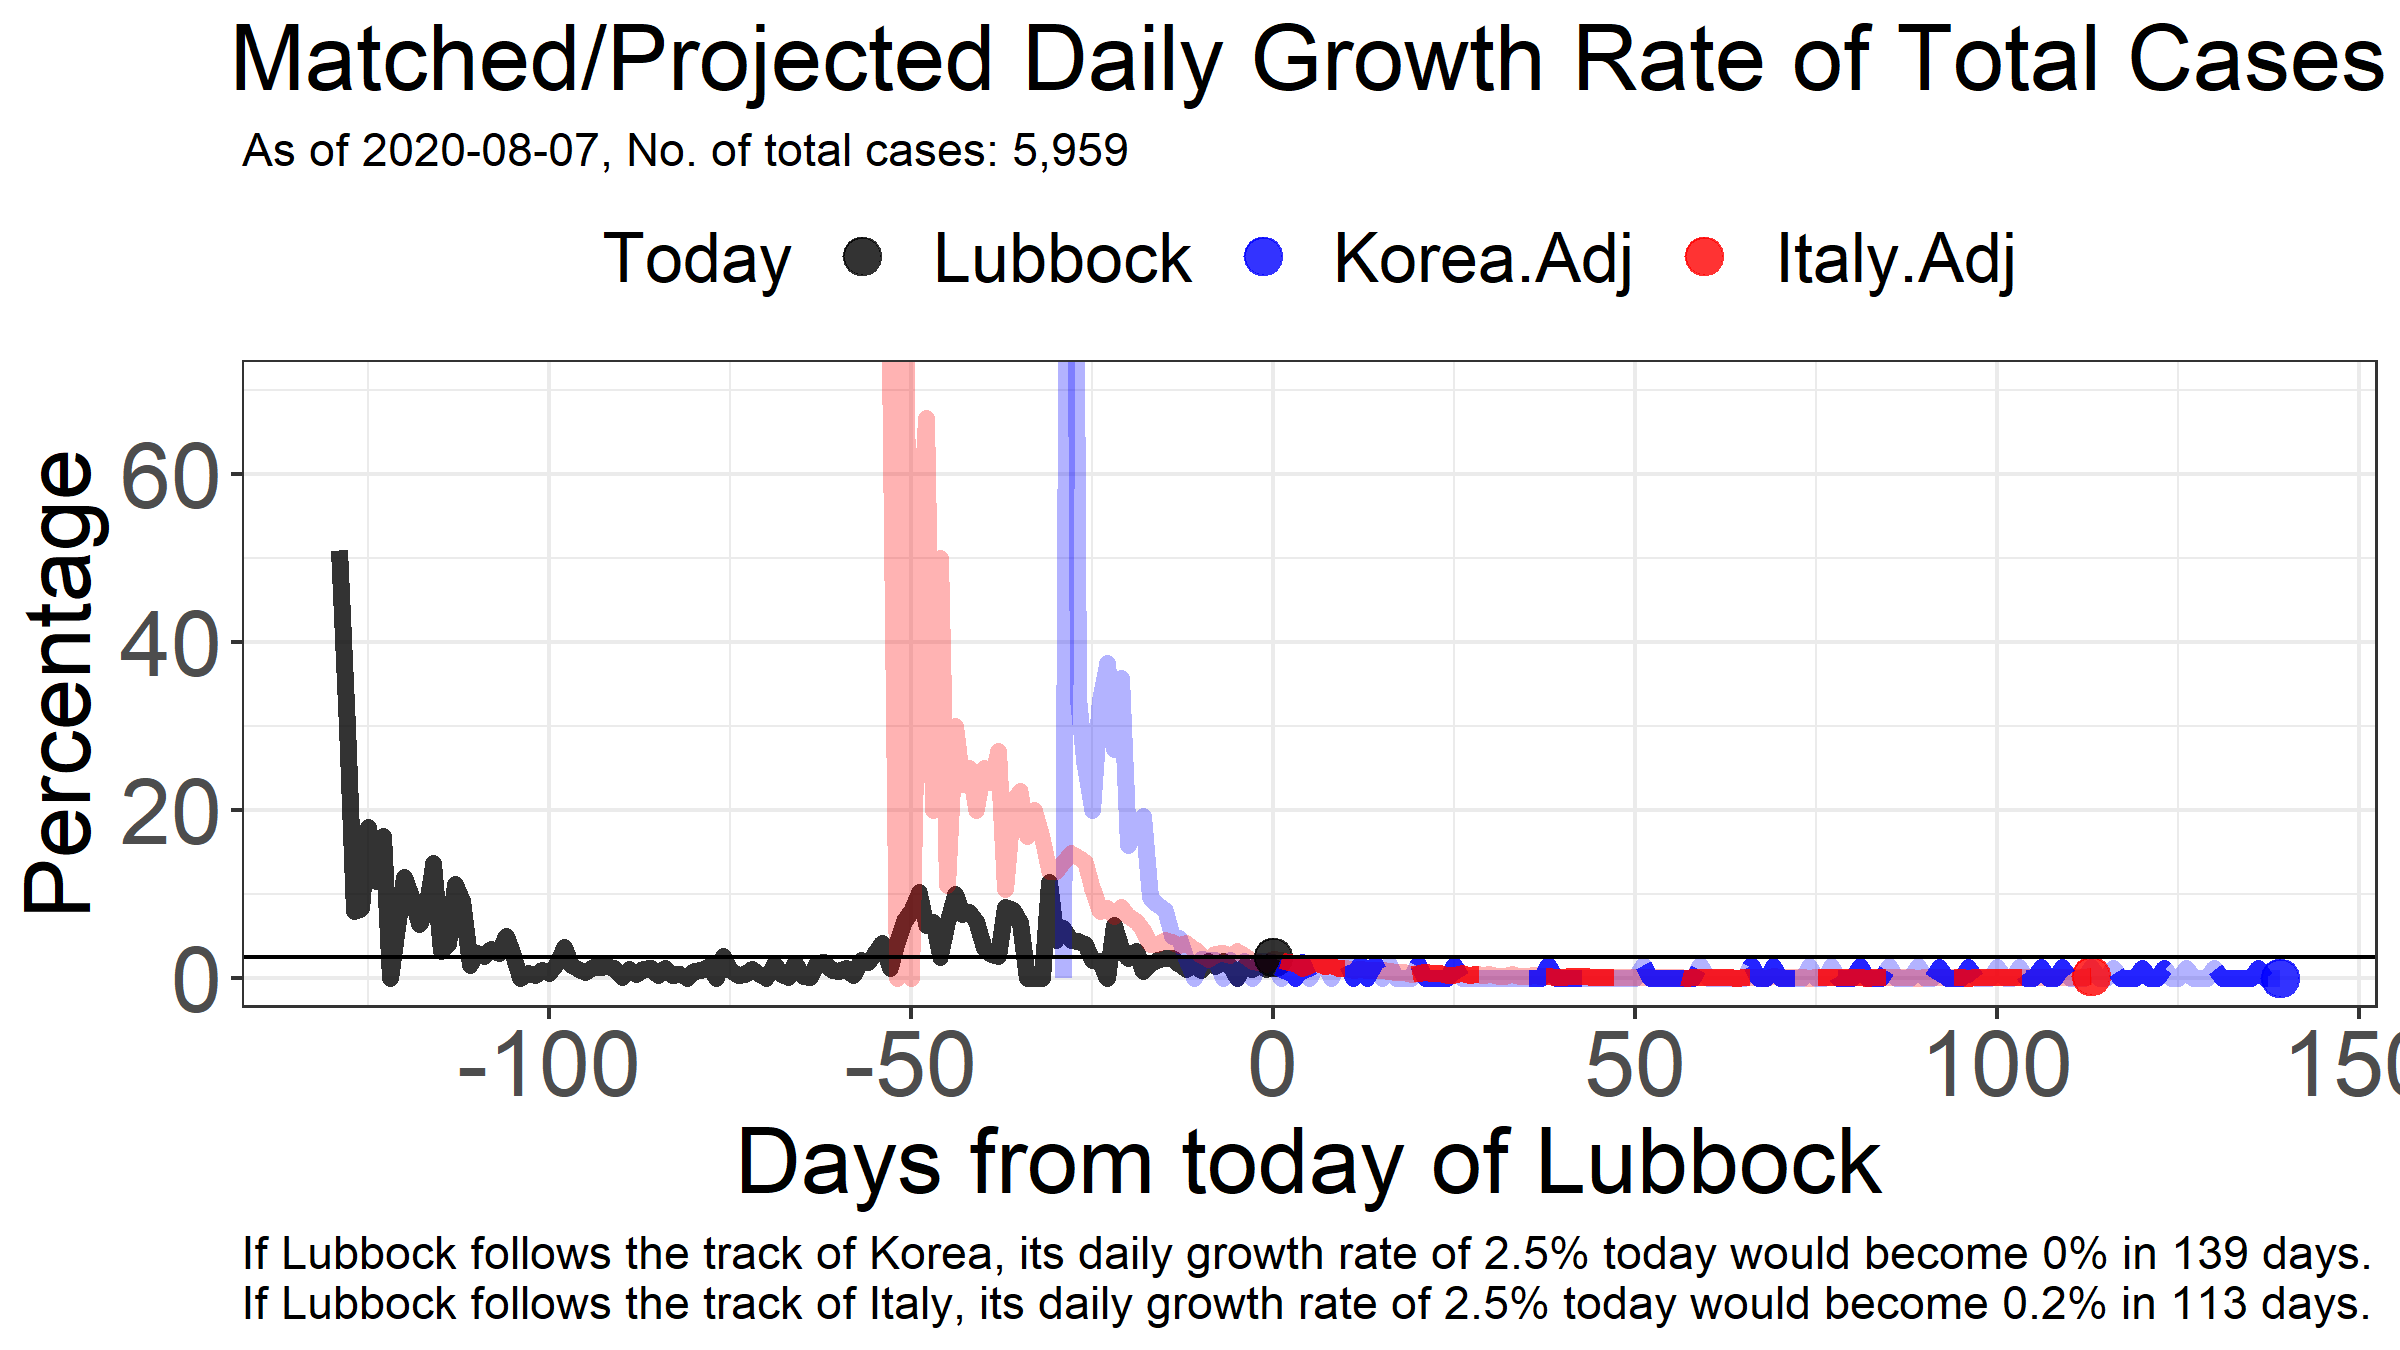 Matched/Projected Daily Growth Rate of Total Cases
As of 2020-08-07, No. of total cases: 5,959
Today Lubbock Korea.Adj Italy.Adj
Percentage
60
40
20
0
-100 -50 0 50 100 150
Days from today of Lubbock
If Lubbock follows the track of Korea, its daily growth rate of 2.5% today would become 0% in 139 days.
If Lubbock follows the track of Italy, its daily growth rate of 2.5% today would become 0.2% in 113 days.